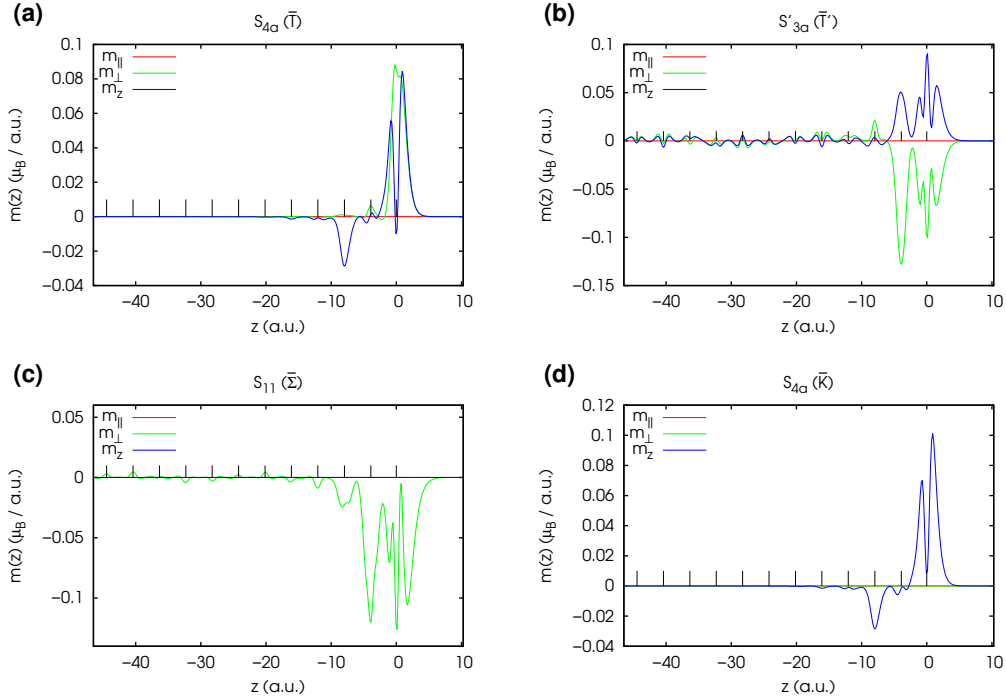 (a)
S4a (T̅)
m||
m⊥
mz
m(z) (μB / a.u.)
0.1
0.08
0.06
0.04
0.02
0
−0.02
−0.04
−40 −30 −20 −10 0 10
z (a.u.)
(b)
S'3a (T̅')
m||
m⊥
mz
m(z) (μB / a.u.)
0.1
0.05
0
−0.05
−0.1
−0.15
−40 −30 −20 −10 0 10
z (a.u.)
(c)
S11 (Σ̅)
m||
m⊥
mz
m(z) (μB / a.u.)
0.05
0
−0.05
−0.1
−40 −30 −20 −10 0 10
z (a.u.)
(d)
S4a (K̅)
m||
m⊥
mz
m(z) (μB / a.u.)
0.12
0.1
0.08
0.06
0.04
0.02
0
−0.02
−0.04
−40 −30 −20 −10 0 10
z (a.u.)